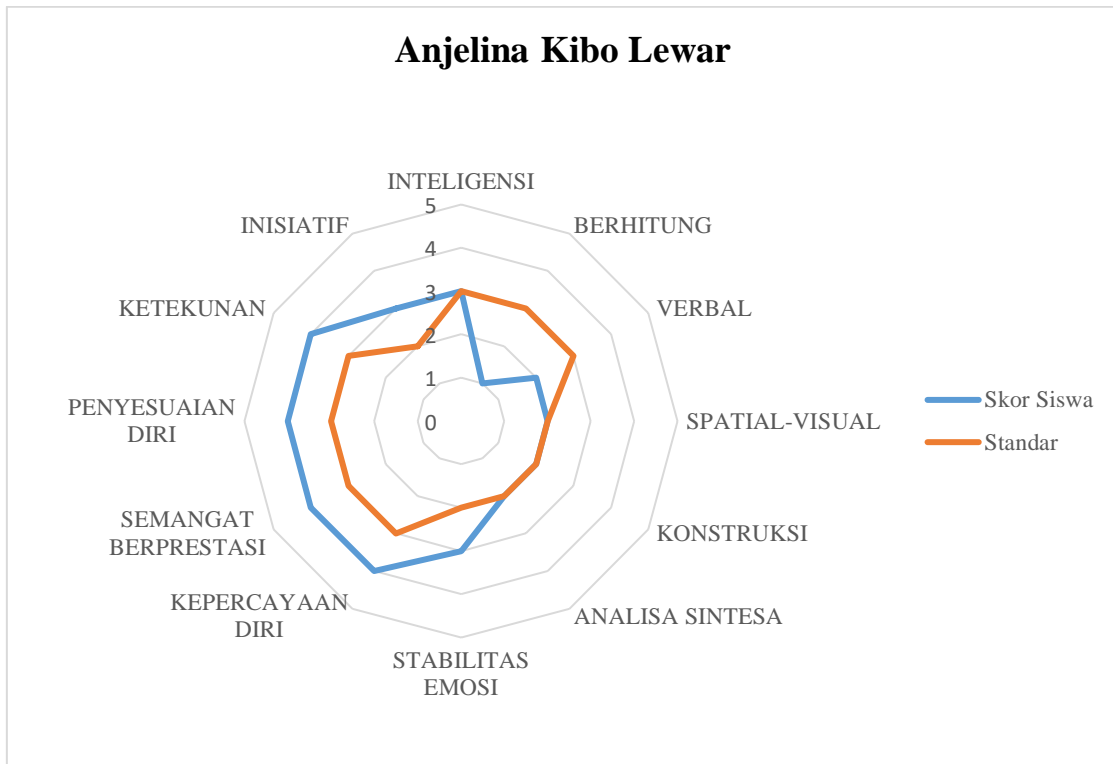 Anjelina Kibo Lewar
INTELIGENSI
BERHITUNG
VERBAL
SPATIAL-VISUAL
KONSTRUKSI
ANALISA SINTESA
STABILITAS
EMOSI
KEPERCAYAAN
DIRI
SEMANGAT
BERPRESTASI
PENYESUAIAN
DIRI
KETEKUNAN
INISIATIF
5
4
3
2
1
0
Skor Siswa
Standar